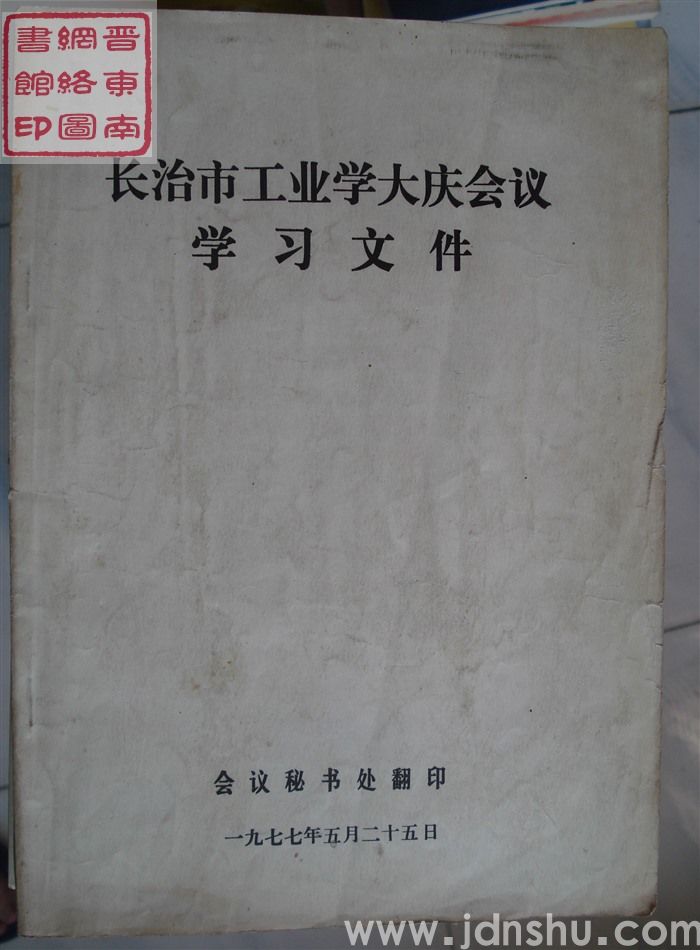 晋東南
網絡圖
書館印
长治市工业学大庆会议
学习文件
会议秘书处翻印
一九七七年五月二十五日
www.jdnshu.com